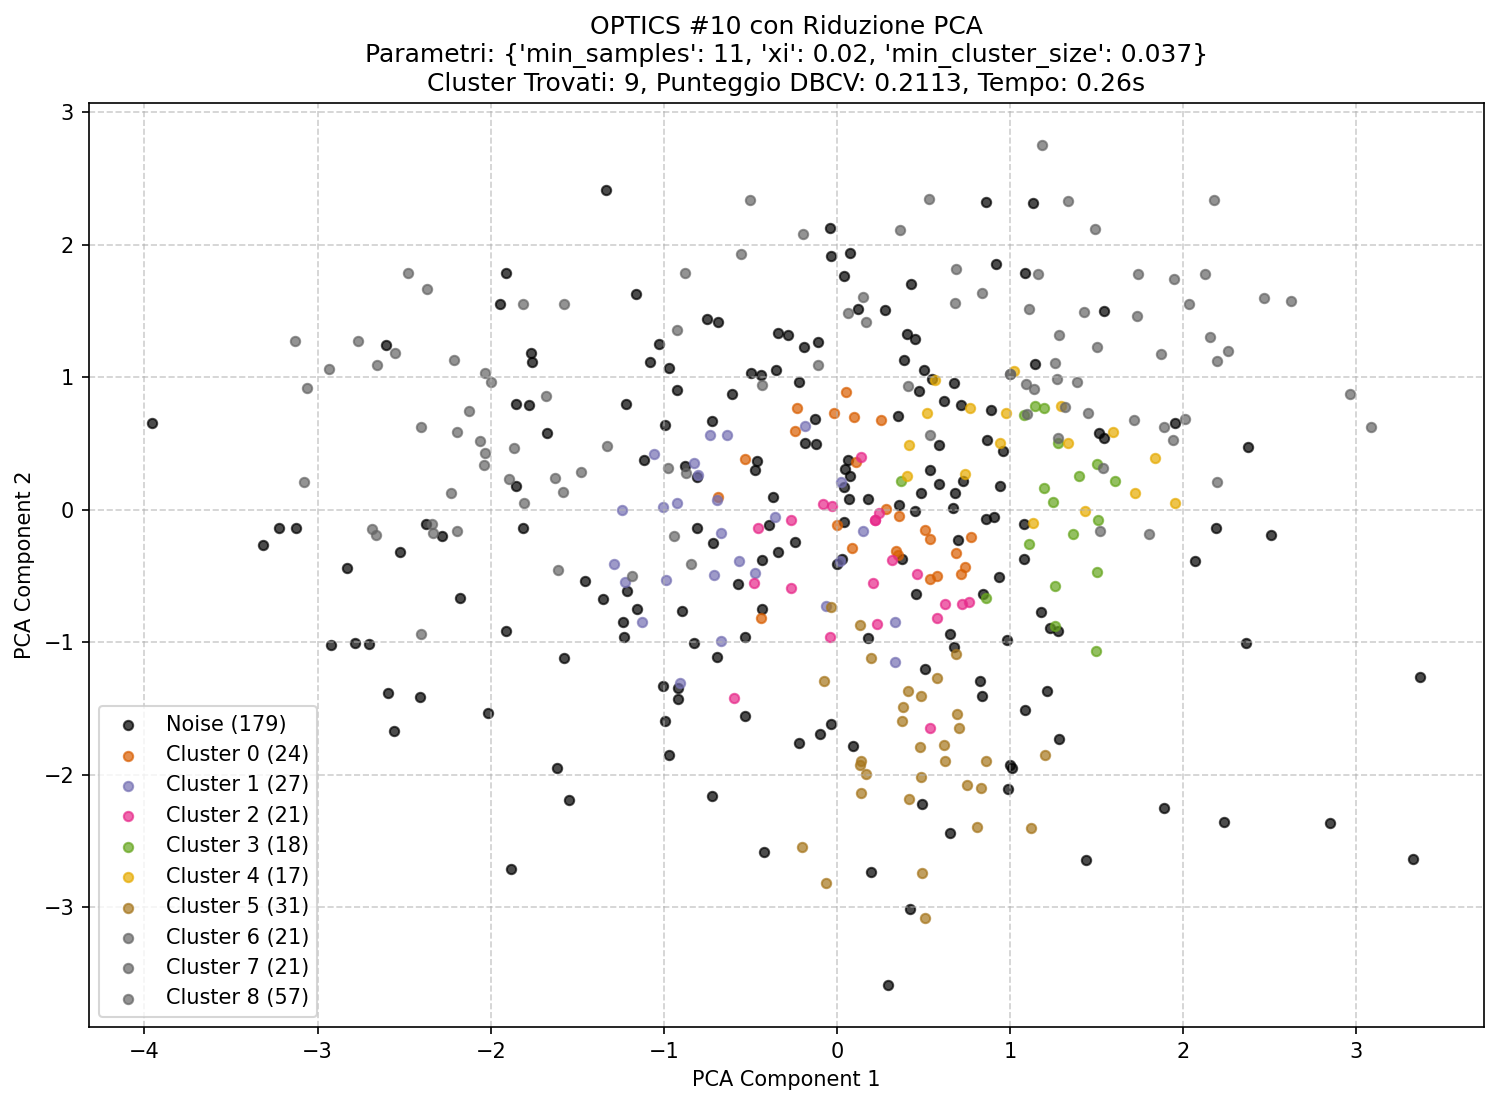 OPTICS #10 con Riduzione PCA
Parametri: {'min_samples': 11, 'xi': 0.02, 'min_cluster_size': 0.037}
Cluster Trovati: 9, Punteggio DBCV: 0.2113, Tempo: 0.26s
3
2
1
0
−1
−2
−3
PCA Component 2
Noise (179)
Cluster 0 (24)
Cluster 1 (27)
Cluster 2 (21)
Cluster 3 (18)
Cluster 4 (17)
Cluster 5 (31)
Cluster 6 (21)
Cluster 7 (21)
Cluster 8 (57)
−4 −3 −2 −1 0 1 2 3
PCA Component 1